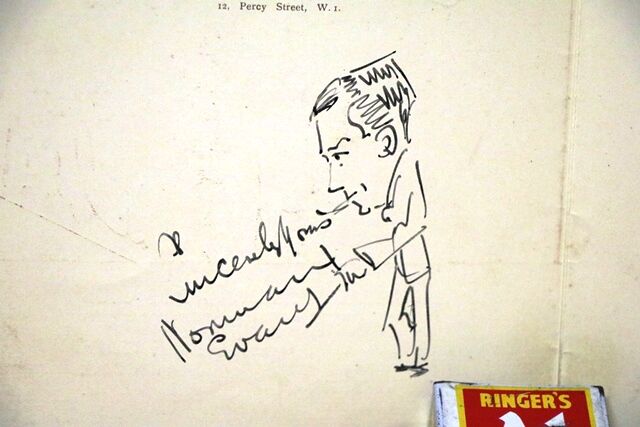 12, Percy Street, W. 1.
Sincerely Yours
Norman
Evans
RINGER'S